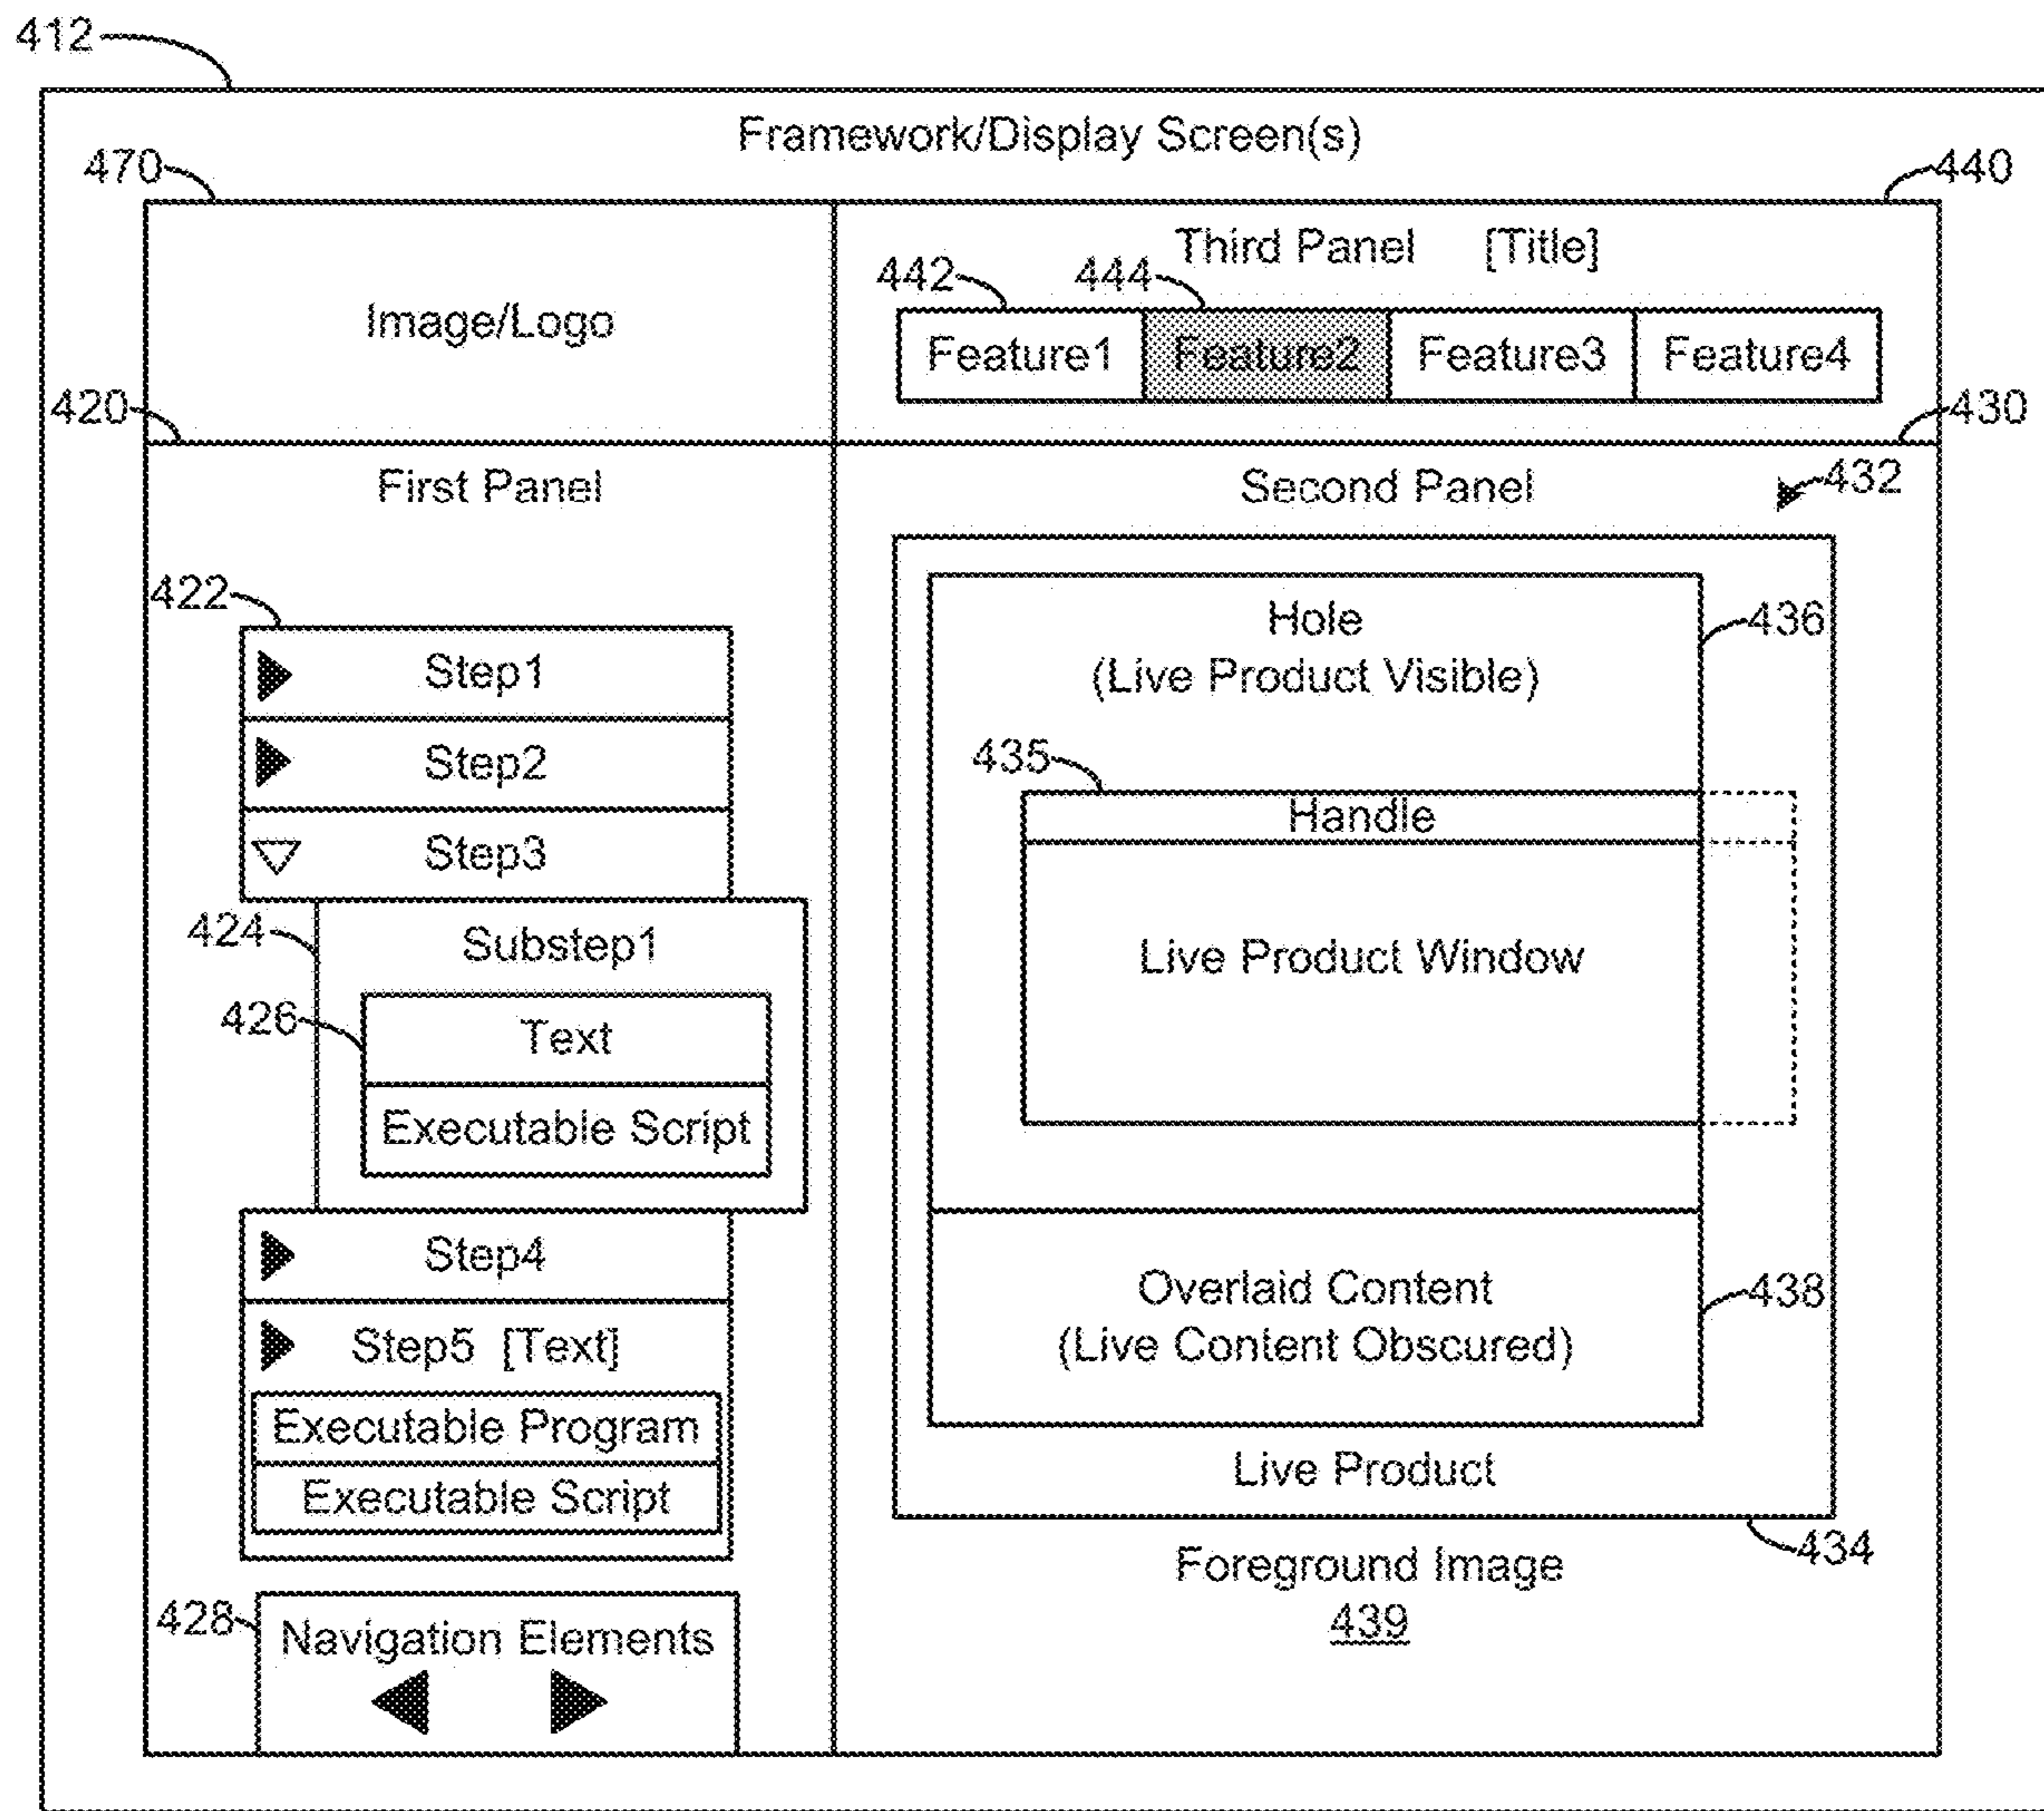 412
Framework/Display Screen(s)
470
440
Image/Logo
Third Panel [Title]
442
444
Feature1 Feature2 Feature3 Feature4
420
430
First Panel
422
Step1
Step2
Step3
424
Substep1
426
Text
Executable Script
Step4
Step5 [Text]
Executable Program
Executable Script
428
Navigation Elements
Second Panel
432
Hole
(Live Product Visible)
436
435
Handle
Live Product Window
Overlaid Content
(Live Content Obscured)
438
Live Product
434
Foreground Image
439